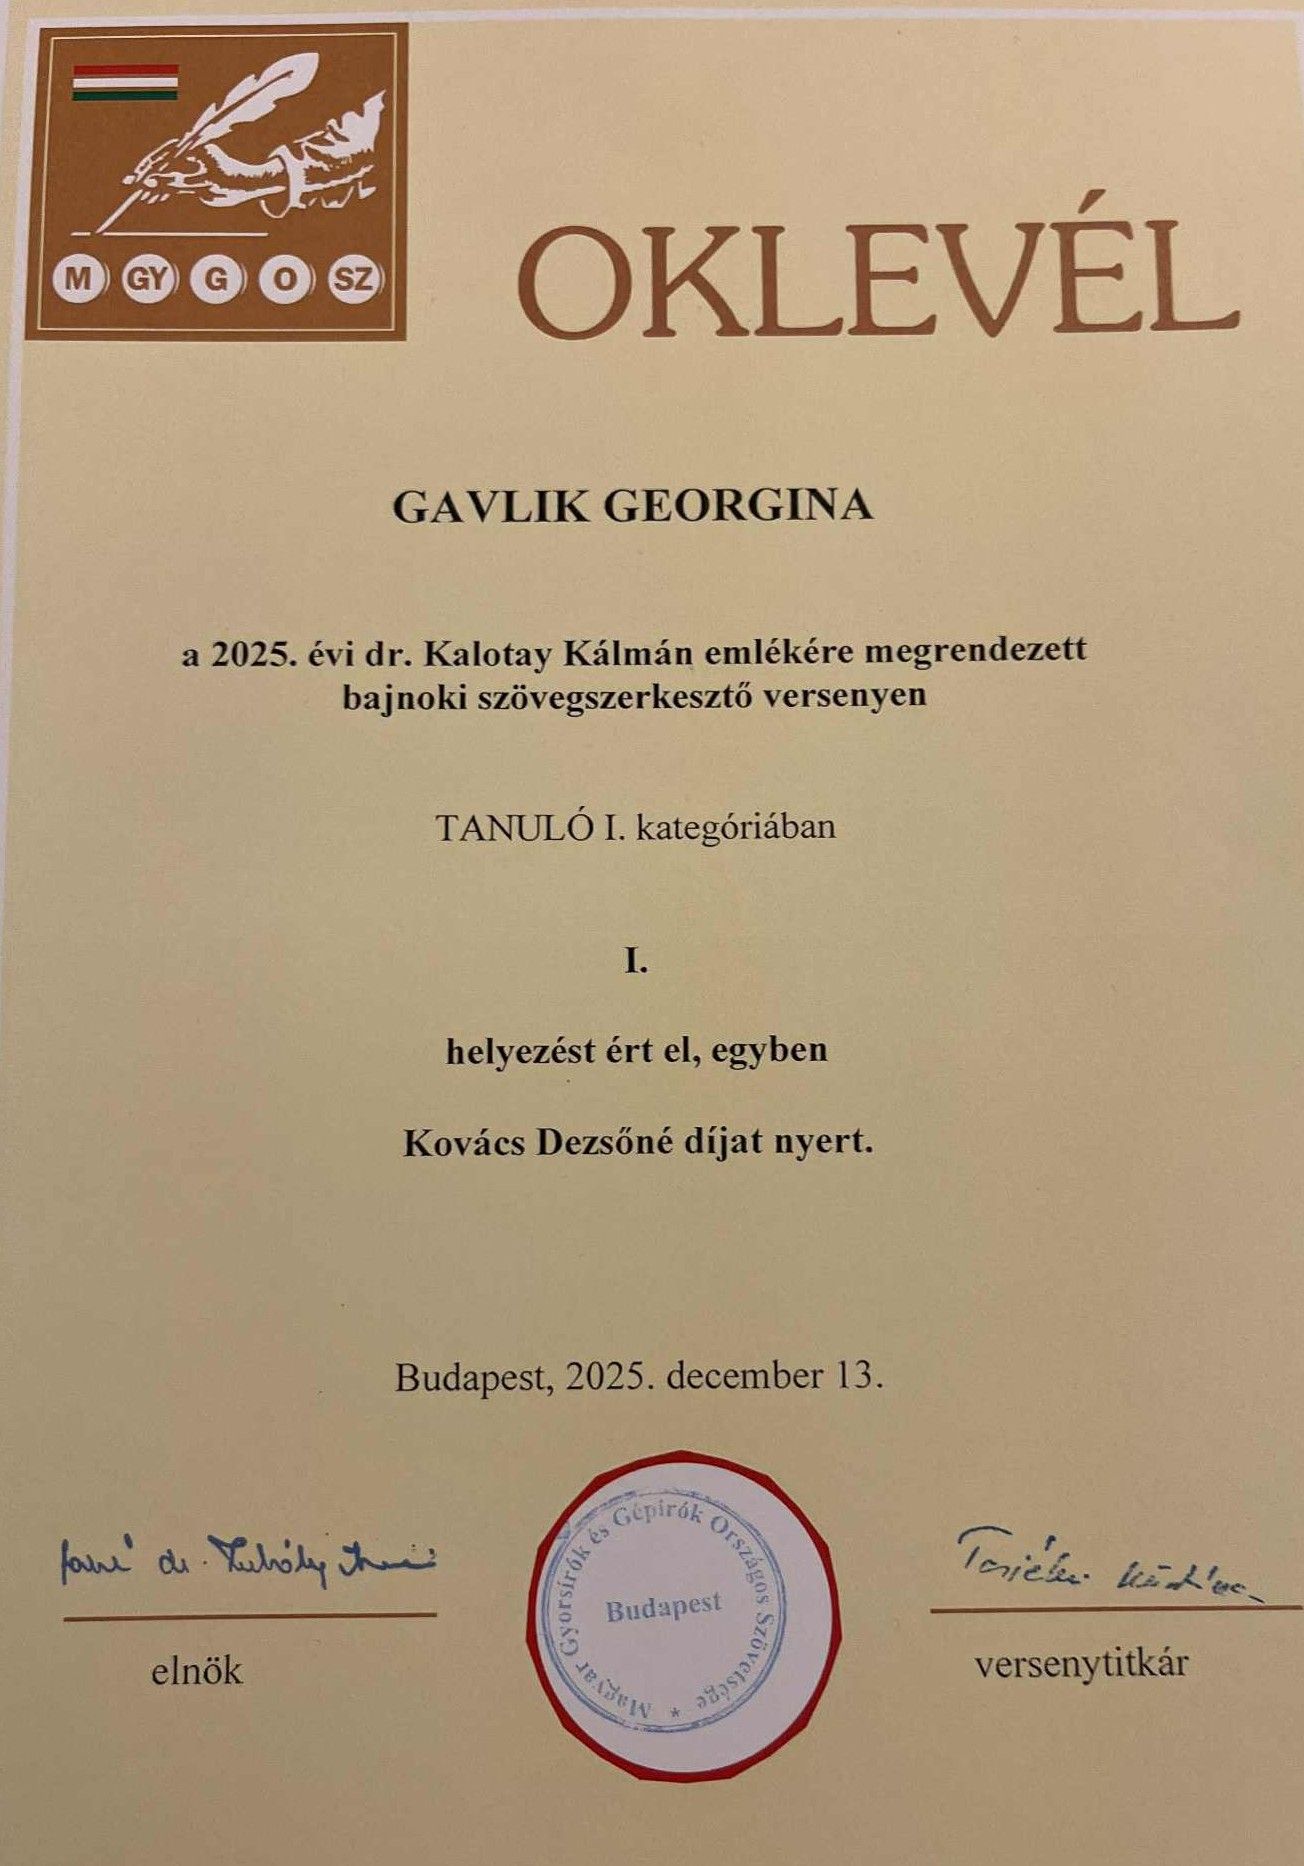 M GY G O SZ
OKLEVÉL
GAVLIK GEORGINA
a 2025. évi dr. Kalotay Kálmán emlékére megrendezett
bajnoki szövegszerkesztő versenyen
TANULÓ I. kategóriában
I.
helyezést ért el, egyben
Kovács Dezsőné díjat nyert.
Budapest, 2025. december 13.
Magyar Gyorsírók és Gépírók Országos Szövetsége *
Budapest
elnök
versenytitkár